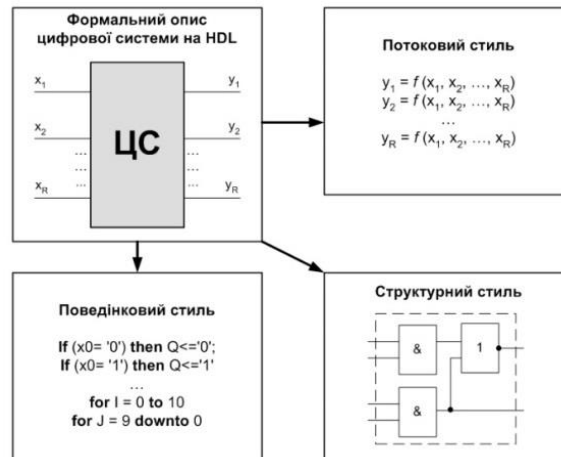 Формальний опис
цифрової системи на HDL
x1 y1
x2 ЦС y2
... ...
... ...
... ...
xR yR
Потоковий стиль
y1 = f (x1, x2, ..., xR)
y2 = f (x1, x2, ..., xR)
...
yR = f (x1, x2, ..., xR)
Поведінковий стиль
If (x0= '0') then Q<='0';
If (x0= '1') then Q<='1'
...
for I = 0 to 10
for J = 9 downto 0
Структурний стиль
& 1
&